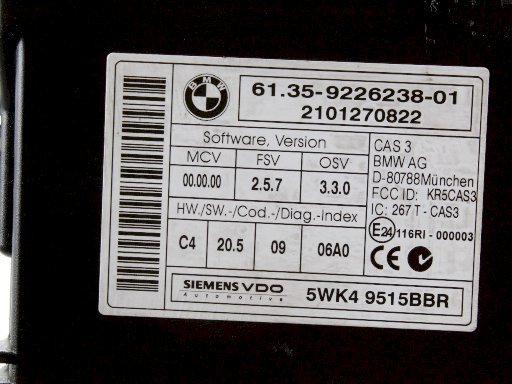 BMW
61.35-9226238-01
2101270822
Software, Version
MCV FSV OSV
00.00.00 2.5.7 3.3.0
HW./SW.-/Cod.-/Diag.-Index
C4 20.5 09 06A0
CAS 3
BMW AG
D-80788München
FCC ID: KR5CAS3
IC: 267 T - CAS3
E24 116RI - 000003
CE
SIEMENS VDO
Automotive
5WK4 9515BBR